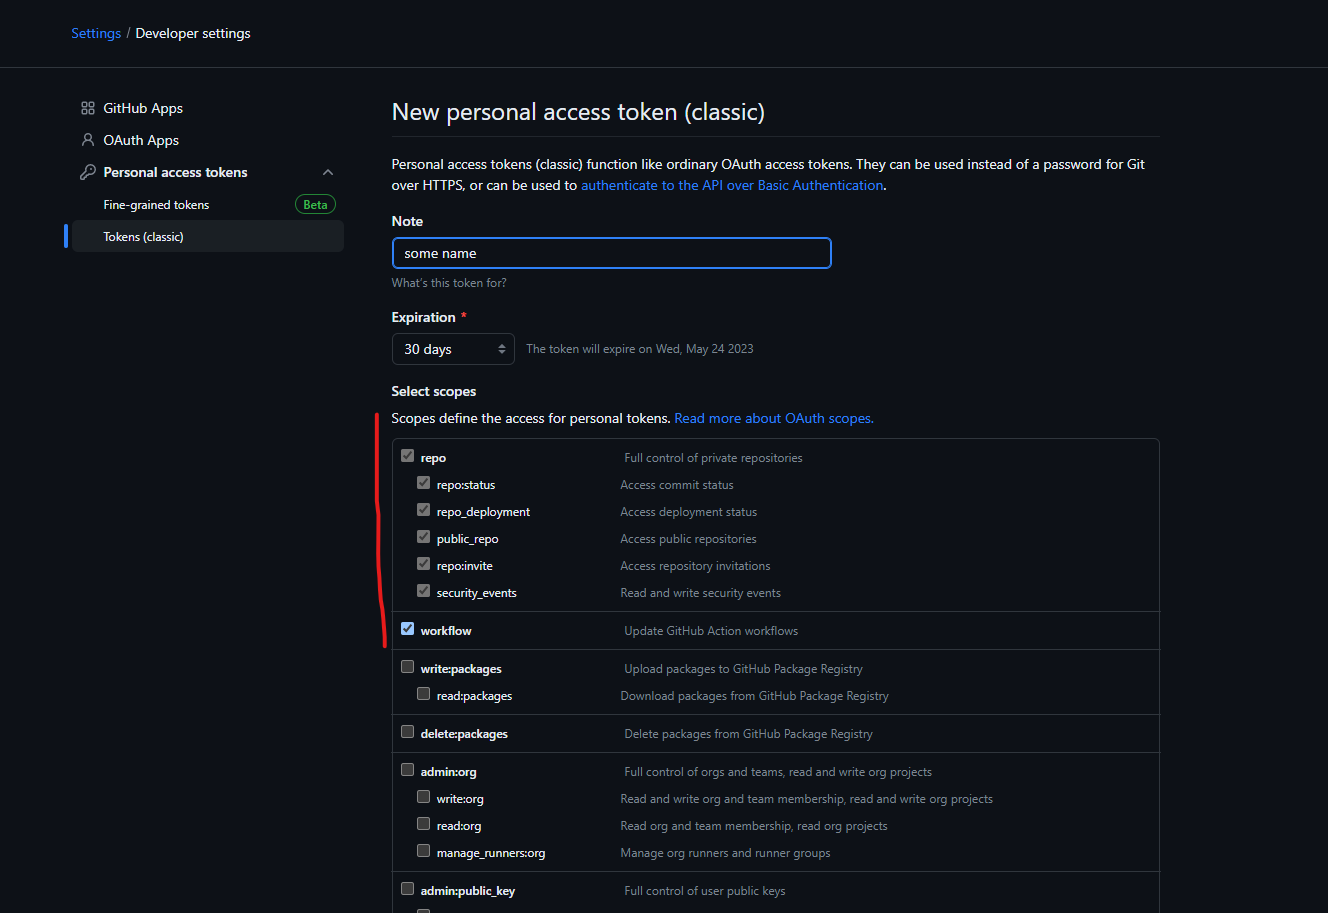 Settings / Developer settings
GitHub Apps
OAuth Apps
Personal access tokens
Fine-grained tokens Beta
Tokens (classic)
New personal access token (classic)
Personal access tokens (classic) function like ordinary OAuth access tokens. They can be used instead of a password for Git
over HTTPS, or can be used to authenticate to the API over Basic Authentication.
Note
some name
What's this token for?
Expiration *
30 days The token will expire on Wed, May 24 2023
Select scopes
Scopes define the access for personal tokens. Read more about OAuth scopes.
repo Full control of private repositories
repo:status Access commit status
repo_deployment Access deployment status
public_repo Access public repositories
repo:invite Access repository invitations
security_events Read and write security events
workflow Update GitHub Action workflows
write:packages Upload packages to GitHub Package Registry
read:packages Download packages from GitHub Package Registry
delete:packages Delete packages from GitHub Package Registry
admin:org Full control of orgs and teams, read and write org projects
write:org Read and write org and team membership, read and write org projects
read:org Read org and team membership, read org projects
manage_runners:org Manage org runners and runner groups
admin:public_key Full control of user public keys